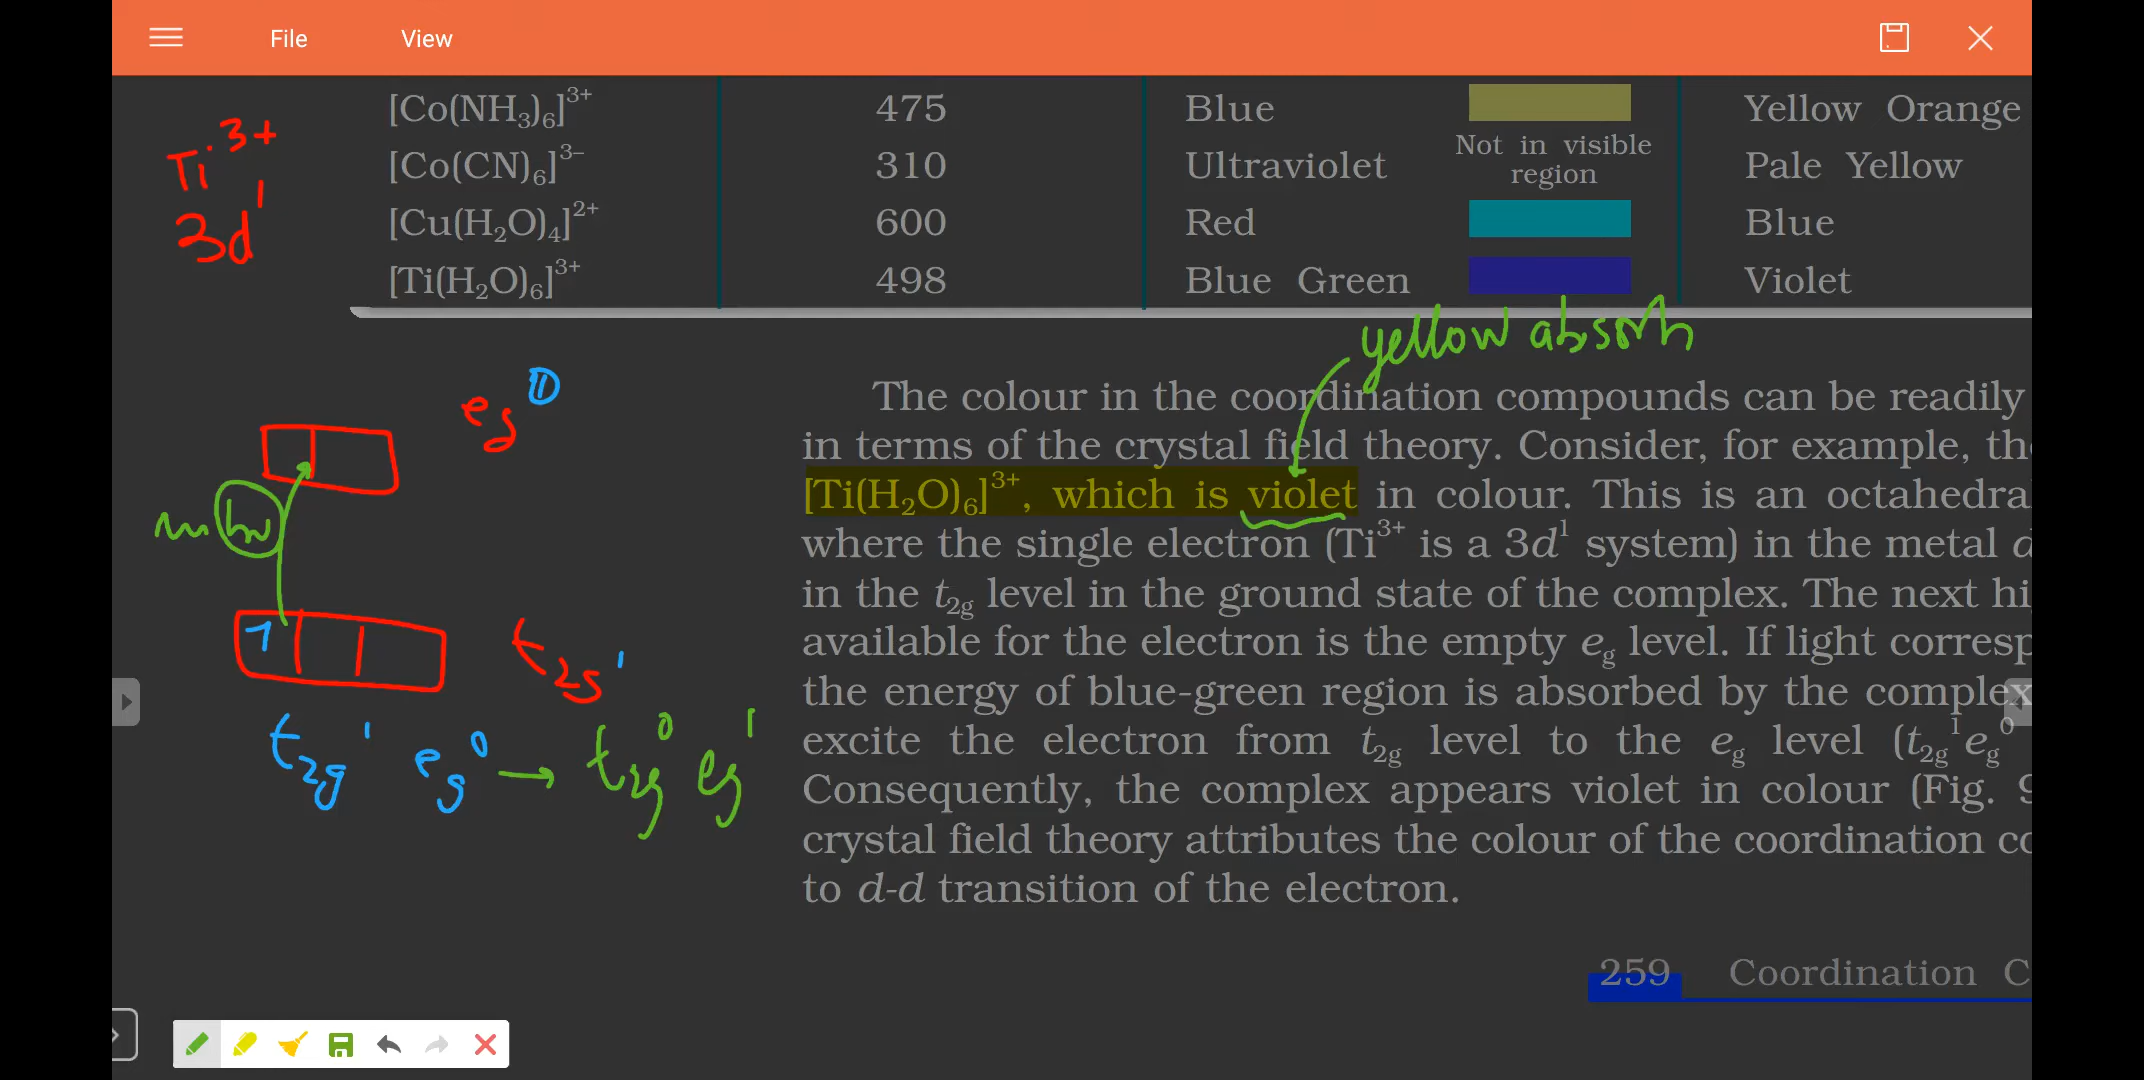 File View
[Co(NH₃)₆]³⁺ 475 Blue Yellow Orange
Not in visible region
[Co(CN)₆]³⁻ 310 Ultraviolet Pale Yellow
[Cu(H₂O)₄]²⁺ 600 Red Blue
[Ti(H₂O)₆]³⁺ 498 Blue Green Violet
Ti³⁺
3d¹
yellow absorb
The colour in the coordination compounds can be readily
in terms of the crystal field theory. Consider, for example, the
[Ti(H₂O)₆]³⁺, which is violet in colour. This is an octahedral
where the single electron (Ti³⁺ is a 3d¹ system) in the metal d
in the t₂g level in the ground state of the complex. The next hi
available for the electron is the empty eg level. If light corresp
the energy of blue-green region is absorbed by the complex
excite the electron from t₂g level to the eg level (t₂g¹eg⁰
Consequently, the complex appears violet in colour (Fig. 9
crystal field theory attributes the colour of the coordination co
to d-d transition of the electron.
eg
hν
1
t₂g¹
t₂g¹ eg⁰ → t₂g⁰ eg¹
259 Coordination C